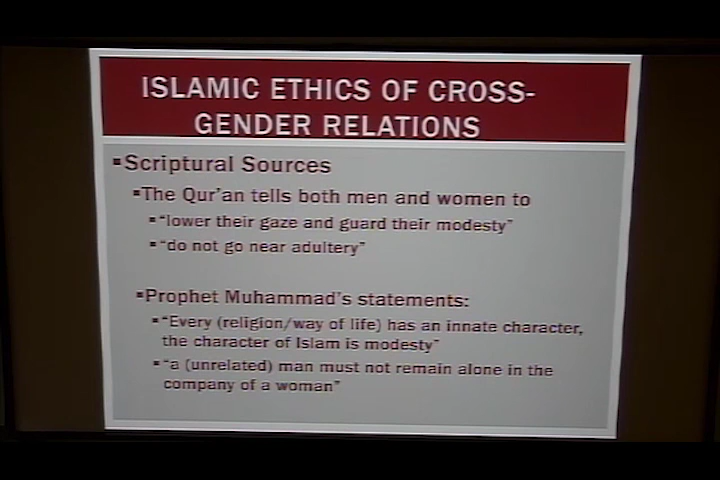 ISLAMIC ETHICS OF CROSS-
GENDER RELATIONS
▪Scriptural Sources
▪The Qur'an tells both men and women to
▪"lower their gaze and guard their modesty"
▪"do not go near adultery"
▪Prophet Muhammad's statements:
▪"Every (religion/way of life) has an innate character,
the character of Islam is modesty"
▪"a (unrelated) man must not remain alone in the
company of a woman"